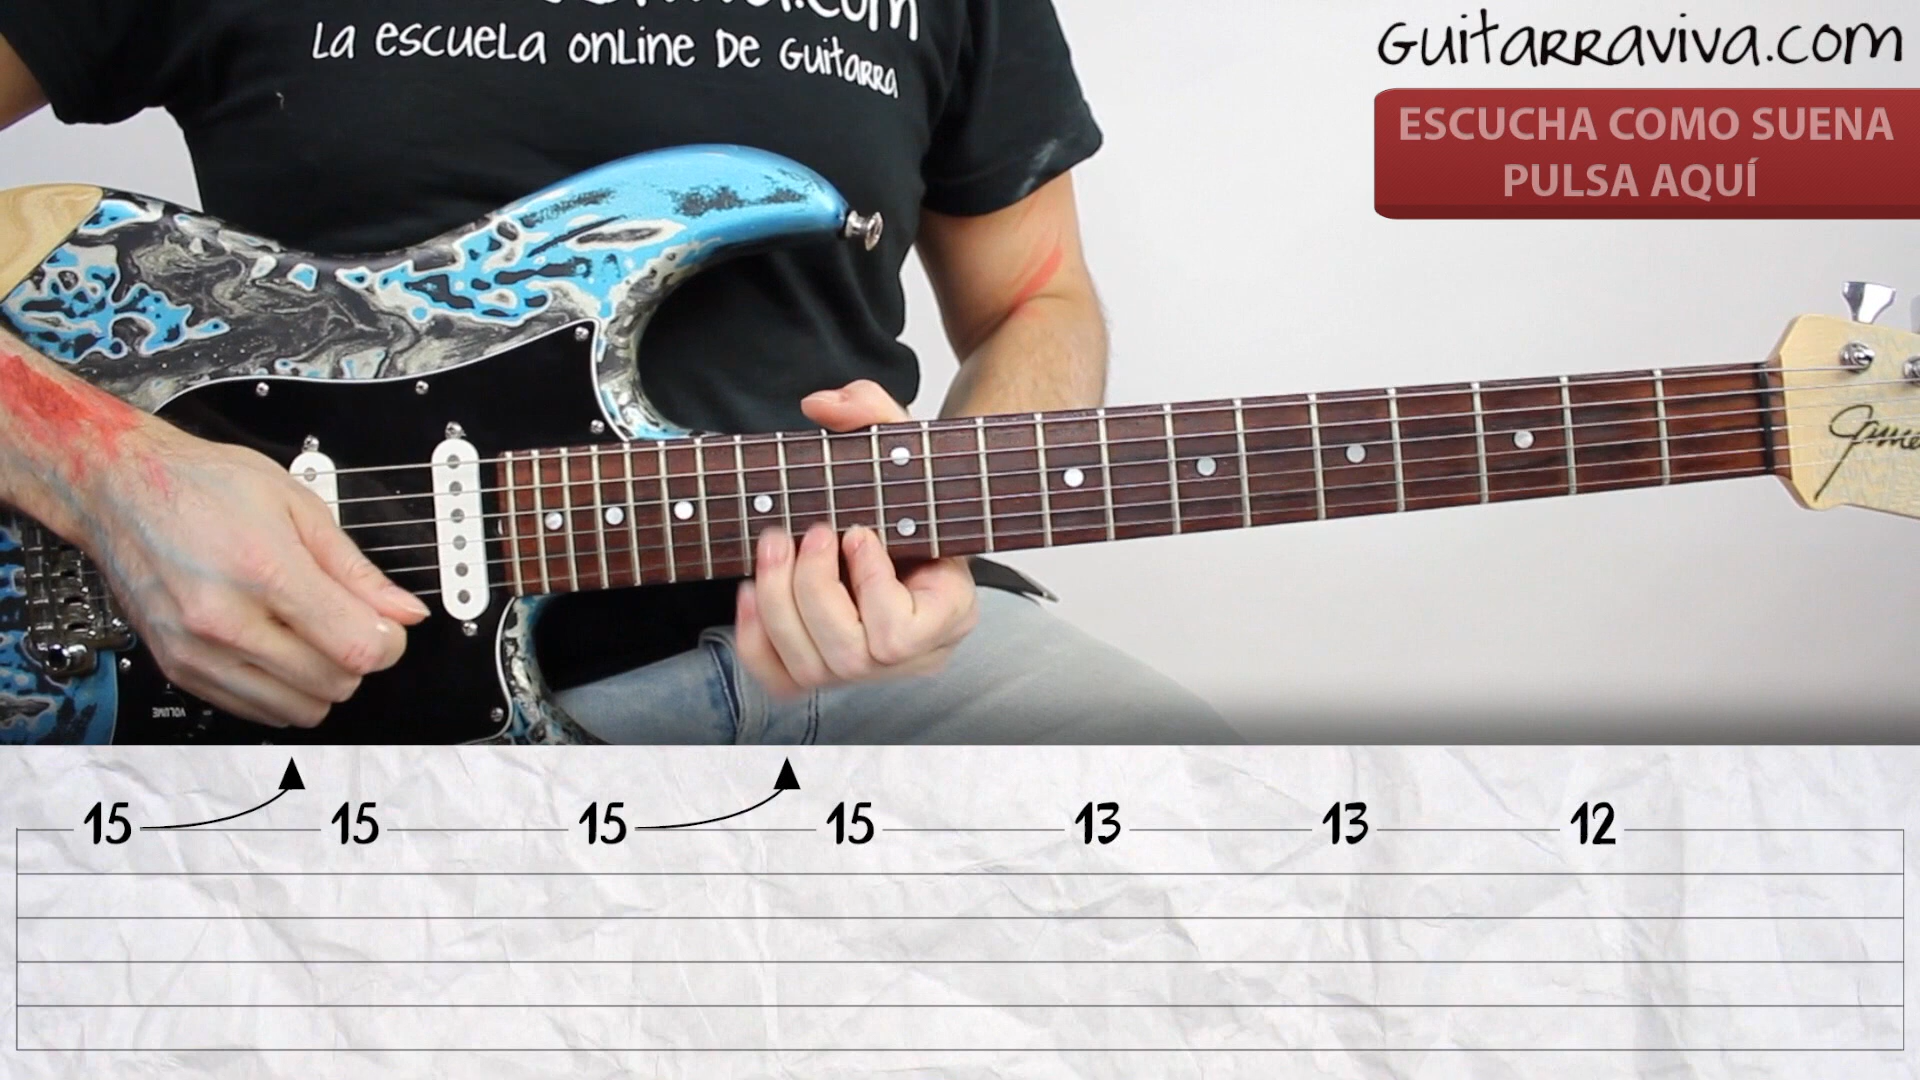 La escuela online de guitarra
Guitarraviva.com
ESCUCHA COMO SUENA
PULSA AQUÍ
VOLUME
15 15 15 15 13 13 12